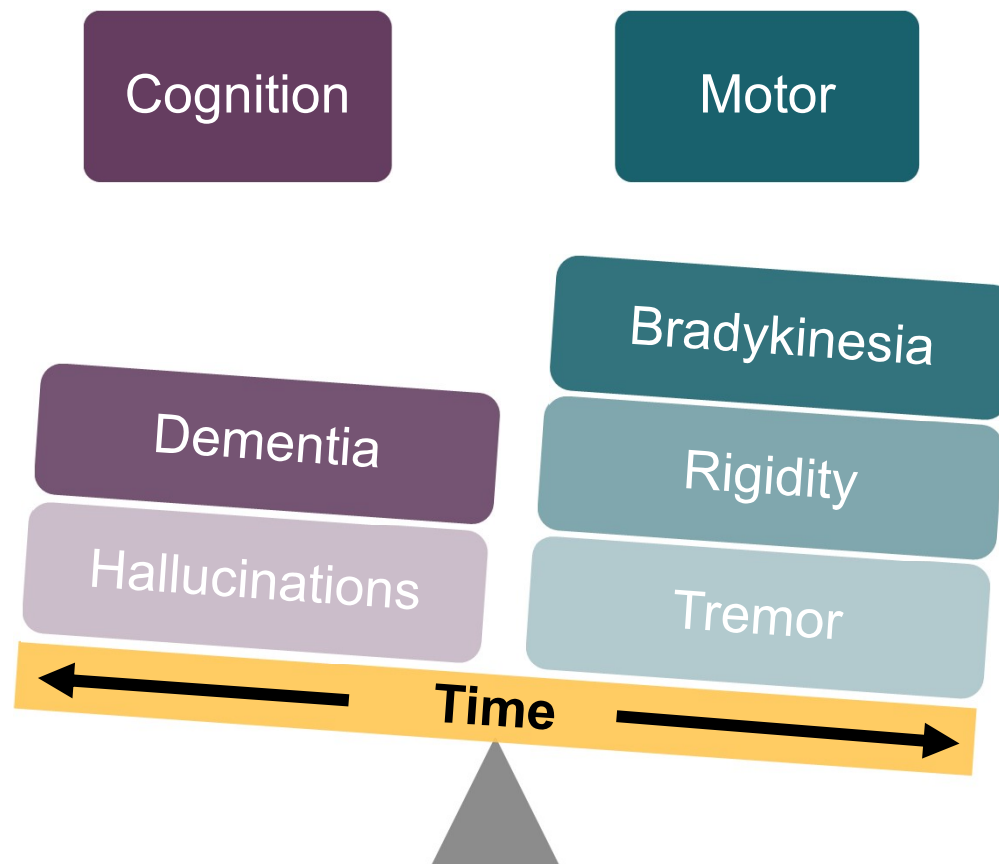 Cognition
Motor
Dementia
Hallucinations
Bradykinesia
Rigidity
Tremor
Time